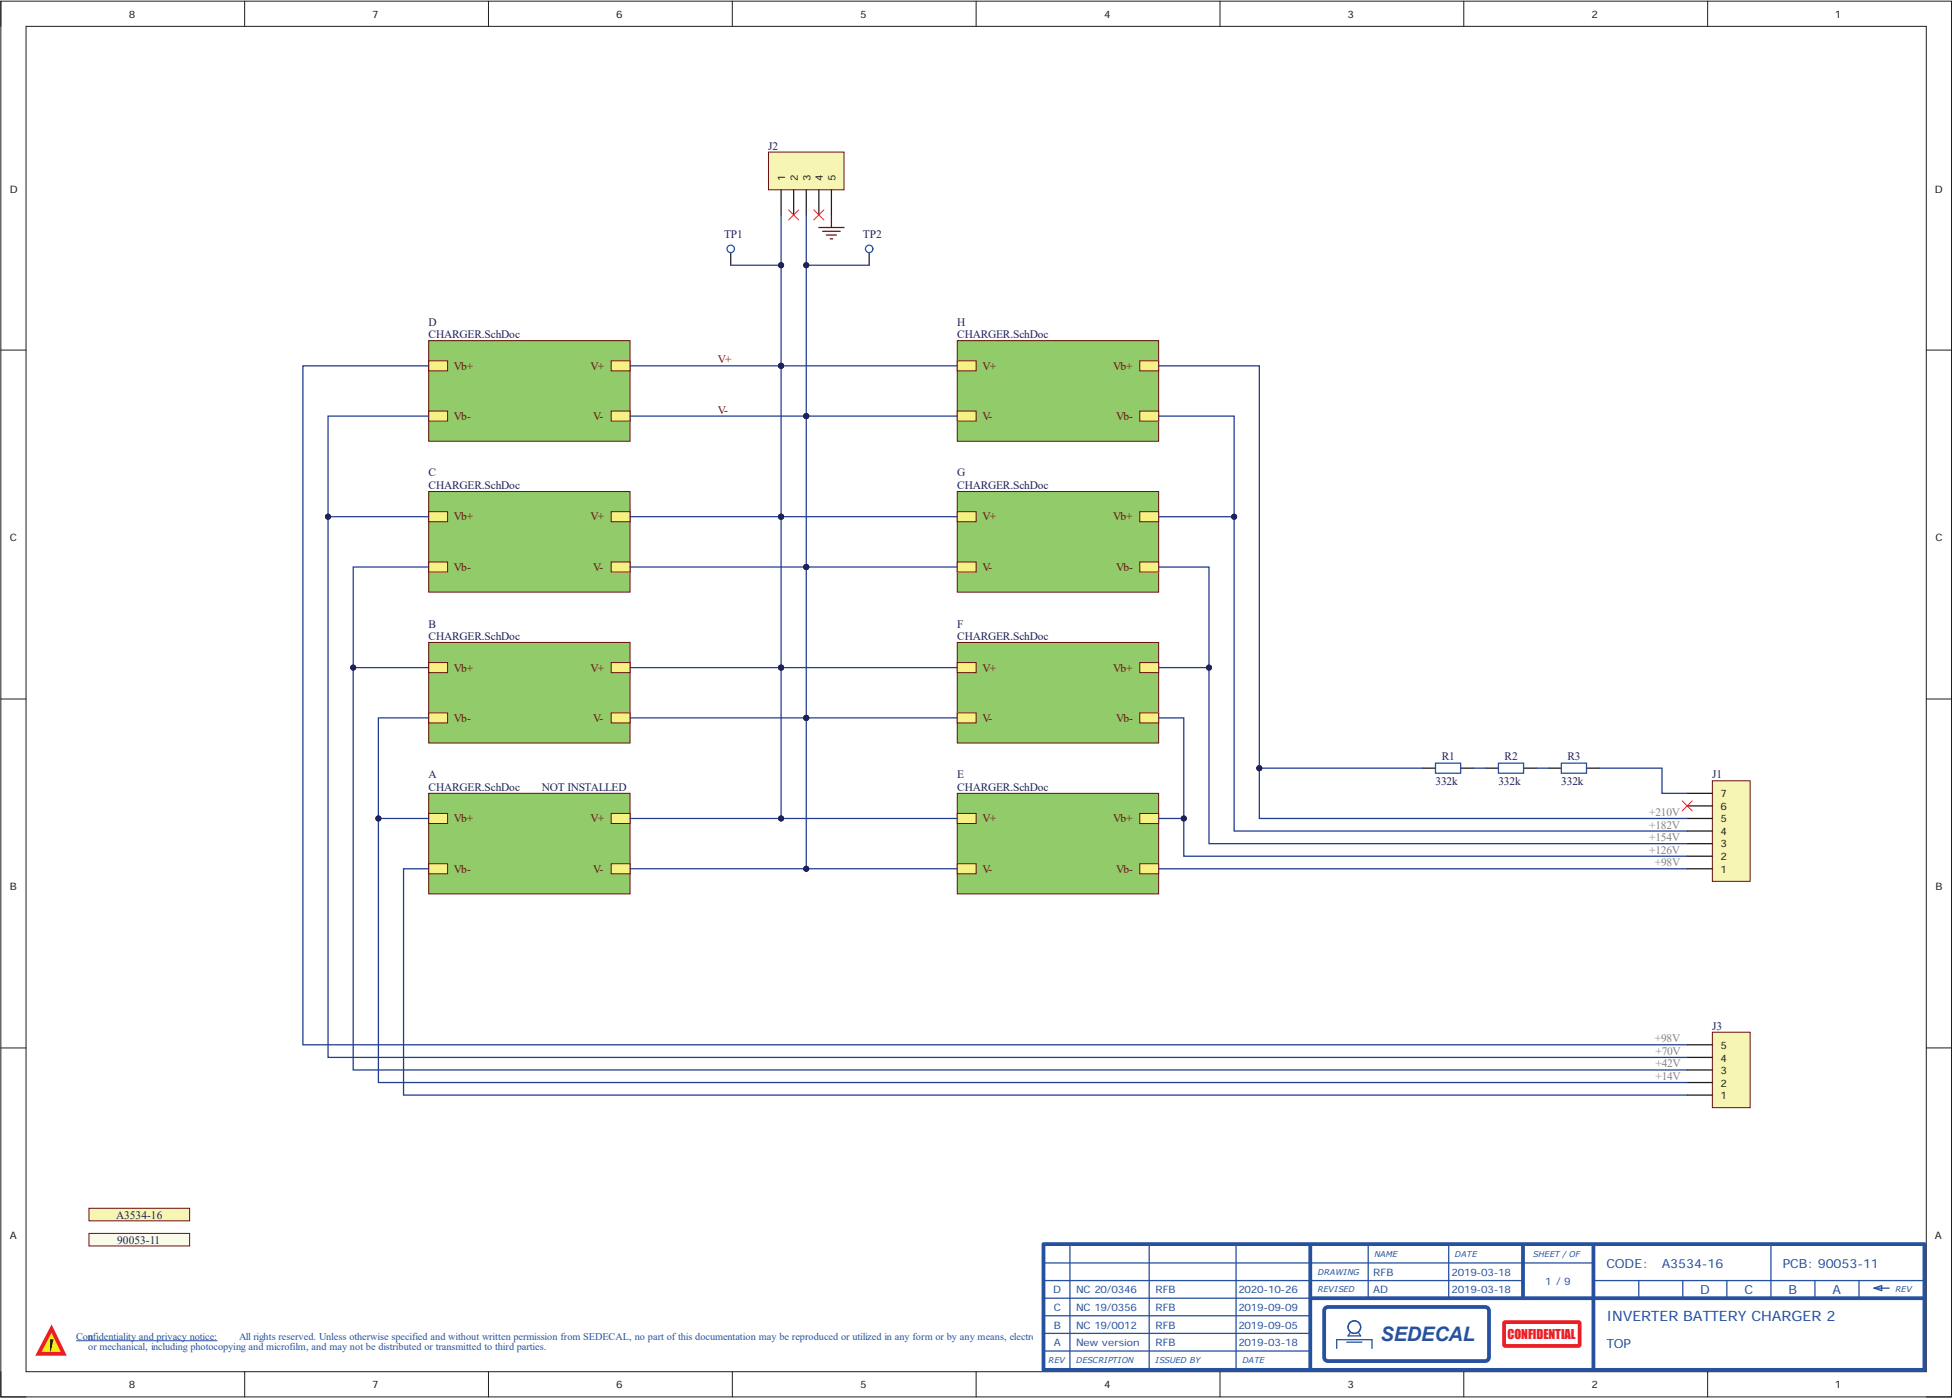 8 7 6 5 4 3 2 1
J2
1 2 3 4 5
D D
TP1 TP2
D H
CHARGER.SchDoc CHARGER.SchDoc
Vb+ V+ V+ V+ Vb+
Vb- V- V- V- Vb-
C G
CHARGER.SchDoc CHARGER.SchDoc
Vb+ V+ V+ Vb+
C C
Vb- V- V- Vb-
B F
CHARGER.SchDoc CHARGER.SchDoc
Vb+ V+ V+ Vb+
Vb- V- V- Vb-
R1 R2 R3
332k 332k 332k
A E
CHARGER.SchDoc NOT INSTALLED CHARGER.SchDoc
Vb+ V+ V+ Vb+
Vb- V- V- Vb-
J1
7
6
+210V 5
+182V 4
+154V 3
+126V 2
+98V 1
B B
J3
+98V 5
+70V 4
+42V 3
+14V 2
1
A3534-16
90053-11
A A
NAME DATE SHEET / OF
DRAWING RFB 2019-03-18 1 / 9
REVISED AD 2019-03-18
CODE: A3534-16 PCB: 90053-11
D C B A REV
D NC 20/0346 RFB 2020-10-26
C NC 19/0356 RFB 2019-09-09
B NC 19/0012 RFB 2019-09-05
A New version RFB 2019-03-18
REV DESCRIPTION ISSUED BY DATE
SEDECAL
CONFIDENTIAL
INVERTER BATTERY CHARGER 2
TOP
Confidentiality and privacy notice: All rights reserved. Unless otherwise specified and without written permission from SEDECAL, no part of this documentation may be reproduced or utilized in any form or by any means, electro
or mechanical, including photocopying and microfilm, and may not be distributed or transmitted to third parties.
8 7 6 5 4 3 2 1